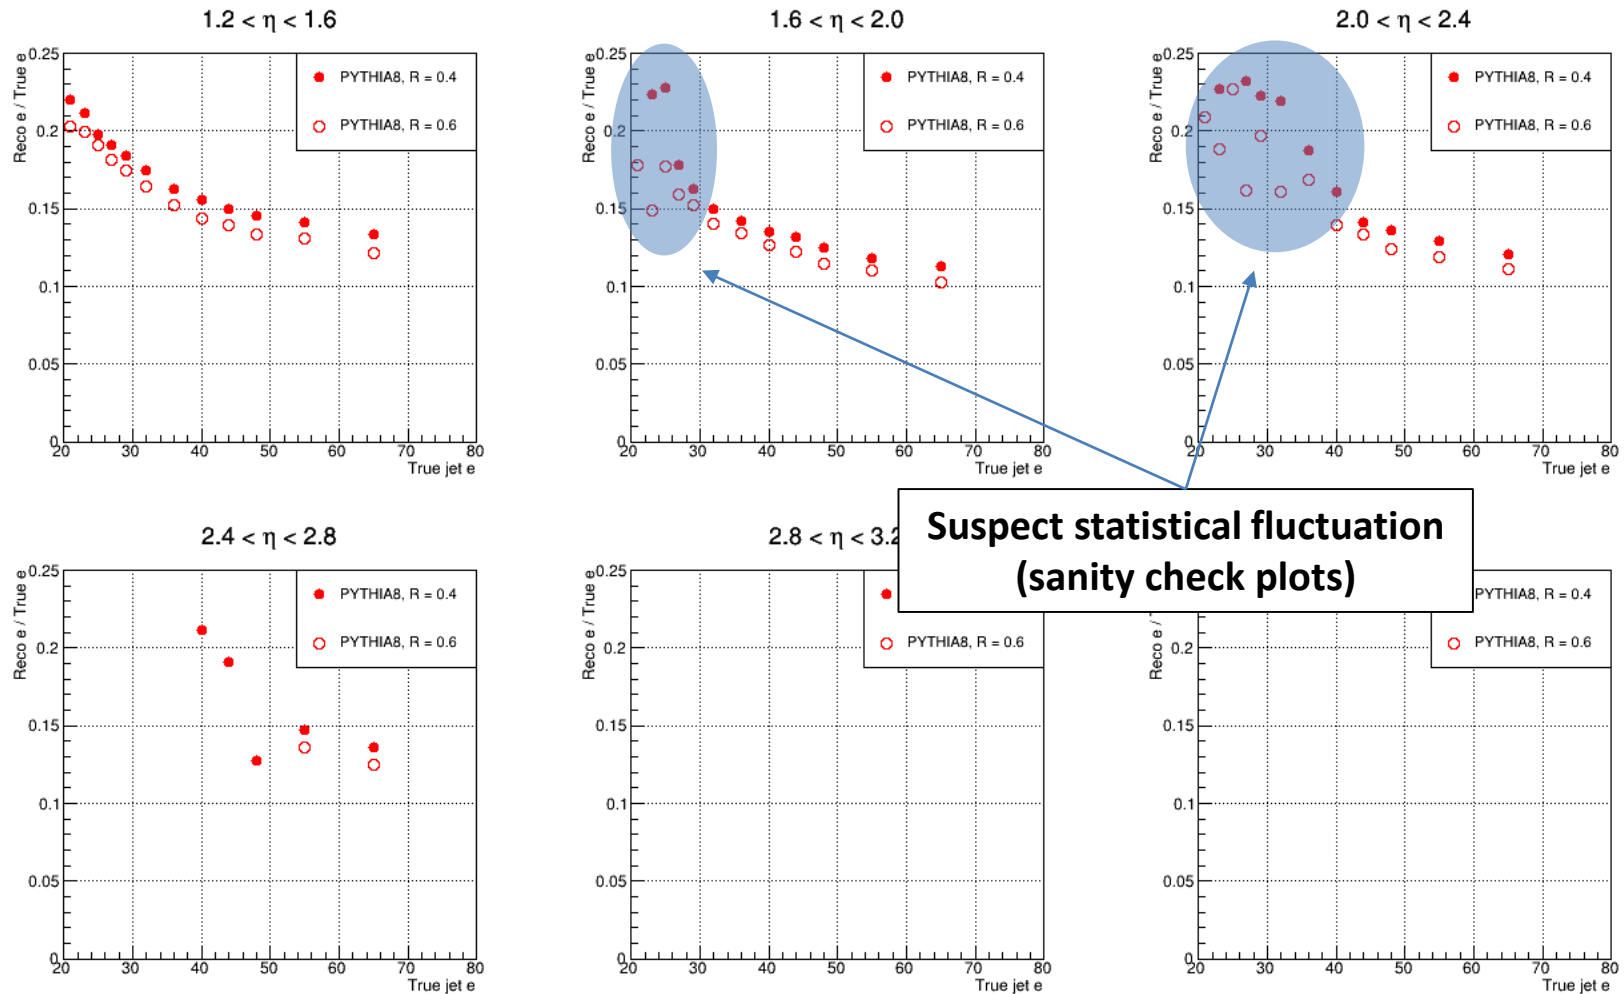 1.2 < η < 1.6
Reco e / True e
0.25
0.2
0.15
0.1
0.05
0
PYTHIA8, R = 0.4
PYTHIA8, R = 0.6
20 30 40 50 60 70 80
True jet e
1.6 < η < 2.0
Reco e / True e
0.25
0.2
0.15
0.1
0.05
0
PYTHIA8, R = 0.4
PYTHIA8, R = 0.6
20 30 40 50 60 70 80
True jet e
2.0 < η < 2.4
Reco e / True e
0.25
0.2
0.15
0.1
0.05
0
PYTHIA8, R = 0.4
PYTHIA8, R = 0.6
20 30 40 50 60 70 80
True jet e
Suspect statistical fluctuation
(sanity check plots)
2.4 < η < 2.8
Reco e / True e
0.25
0.2
0.15
0.1
0.05
0
PYTHIA8, R = 0.4
PYTHIA8, R = 0.6
20 30 40 50 60 70 80
True jet e
2.8 < η < 3.2
Reco e / True e
0.25
0.2
0.15
0.1
0.05
0
PYTHIA8, R = 0.6
20 30 40 50 60 70 80
True jet e
Reco e / True
0.2
0.15
0.1
0.05
0
PYTHIA8, R = 0.4
PYTHIA8, R = 0.6
20 30 40 50 60 70 80
True jet e